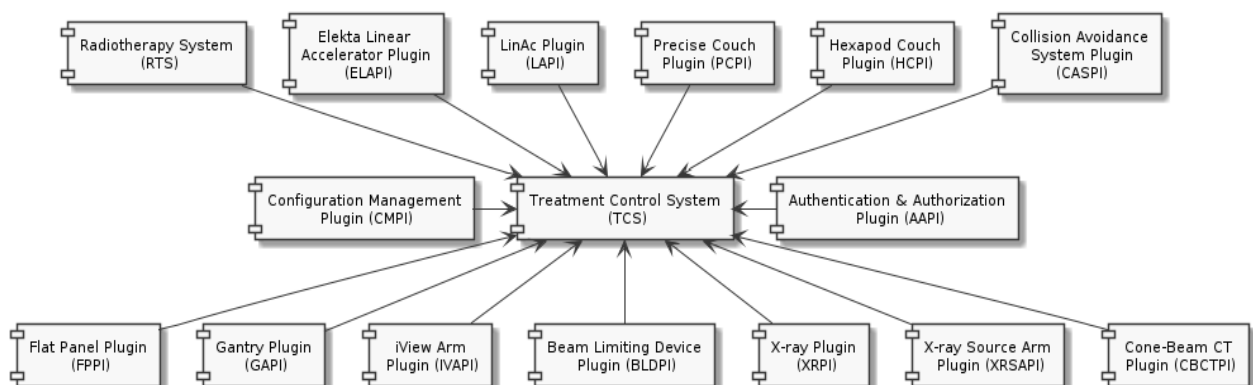 Radiotherapy System
(RTS)
Elekta Linear
Accelerator Plugin
(ELAPI)
LinAc Plugin
(LAPI)
Precise Couch
Plugin (PCPI)
Hexapod Couch
Plugin (HCPI)
Collision Avoidance
System Plugin
(CASPI)
Configuration Management
Plugin (CMPI)
Treatment Control System
(TCS)
Authentication & Authorization
Plugin (AAPI)
Flat Panel Plugin
(FPPI)
Gantry Plugin
(GAPI)
iView Arm
Plugin (IVAPI)
Beam Limiting Device
Plugin (BLDPI)
X-ray Plugin
(XRPI)
X-ray Source Arm
Plugin (XRSAPI)
Cone-Beam CT
Plugin (CBCTPI)